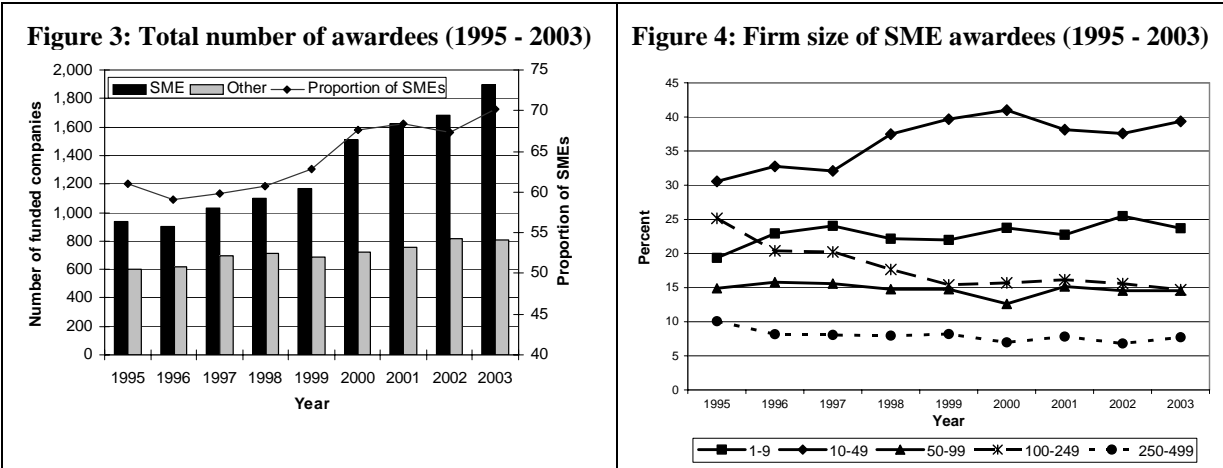 Figure 3: Total number of awardees (1995 - 2003)
2,000
1,800
1,600
1,400
1,200
1,000
800
600
400
200
0
Number of funded companies
SME Other Proportion of SMEs
75
70
65
60
55
50
45
40
Proportion of SMEs
1995 1996 1997 1998 1999 2000 2001 2002 2003
Year
Figure 4: Firm size of SME awardees (1995 - 2003)
45
40
35
30
25
20
15
10
5
0
Percent
1995 1996 1997 1998 1999 2000 2001 2002 2003
Year
1-9 10-49 50-99 100-249 250-499